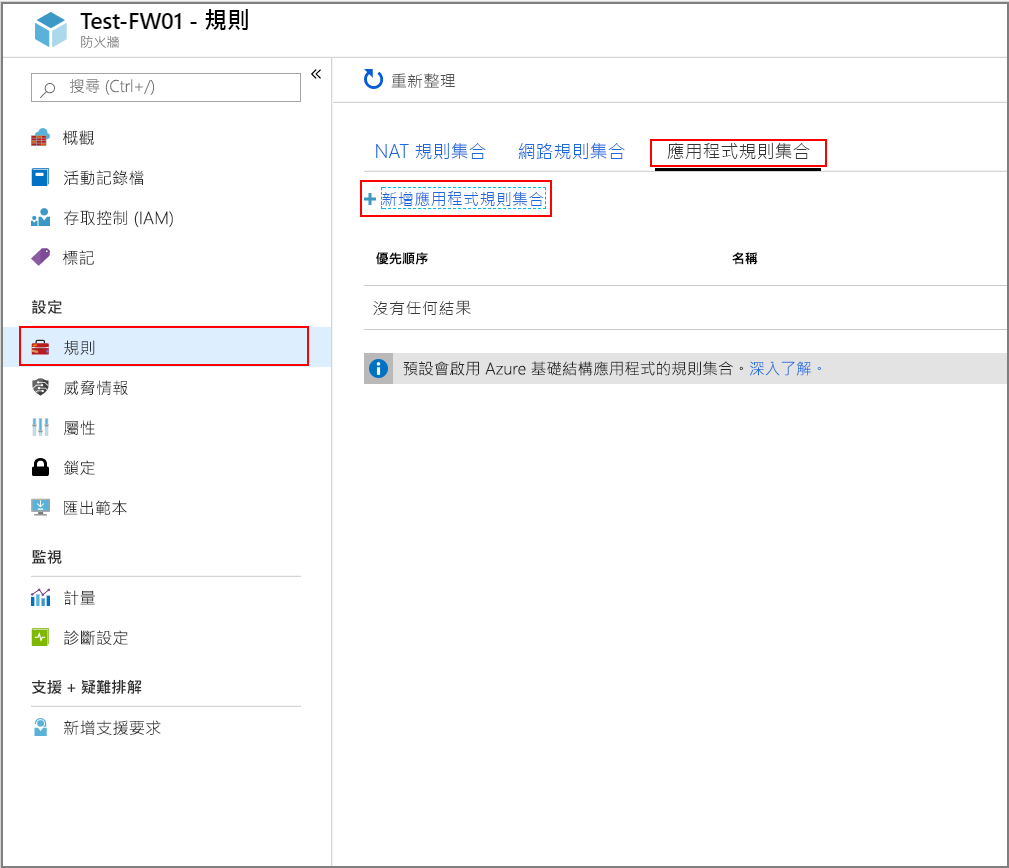 Test-FW01 - 規則
防火牆
搜尋 (Ctrl+/)
«
概觀
活動記錄檔
存取控制 (IAM)
標記
設定
規則
威脅情報
屬性
鎖定
匯出範本
監視
計量
診斷設定
支援 + 疑難排解
新增支援要求
重新整理
NAT 規則集合 網路規則集合 應用程式規則集合
+ 新增應用程式規則集合
優先順序 名稱
沒有任何結果
預設會啟用 Azure 基礎結構應用程式的規則集合。深入了解。